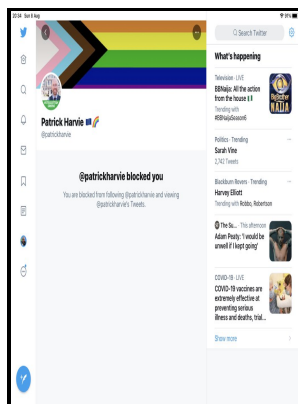 20:34 Sun 8 Aug
91%
Search Twitter
What's happening
Television · LIVE
BBNaija: All the action
from the house
Trending with
#BBNaijaSeason6
Politics · Trending
Sarah Vine
2,742 Tweets
Blackburn Rovers · Trending
Harvey Elliott
Trending with Robbo, Robertson
The Su... · This afternoon
Adam Peaty: 'I would be
unwell if I kept going'
COVID-19 · LIVE
COVID-19 vaccines are
extremely effective at
preventing serious
illness and deaths, trial...
Show more
Patrick Harvie
@patrickharvie
@patrickharvie blocked you
You are blocked from following @patrickharvie and viewing
@patrickharvie's Tweets.